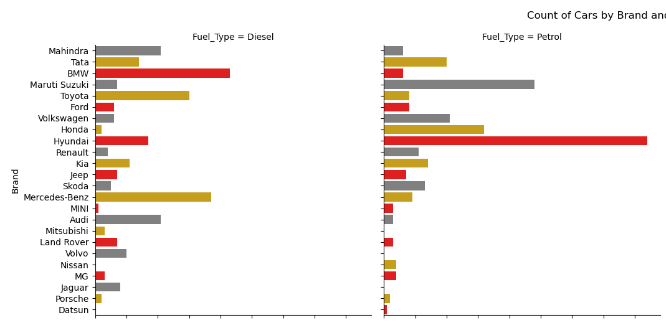 Count of Cars by Brand and
Fuel_Type = Diesel
Fuel_Type = Petrol
Brand
Mahindra
Tata
BMW
Maruti Suzuki
Toyota
Ford
Volkswagen
Honda
Hyundai
Renault
Kia
Jeep
Skoda
Mercedes-Benz
MINI
Audi
Mitsubishi
Land Rover
Volvo
Nissan
MG
Jaguar
Porsche
Datsun